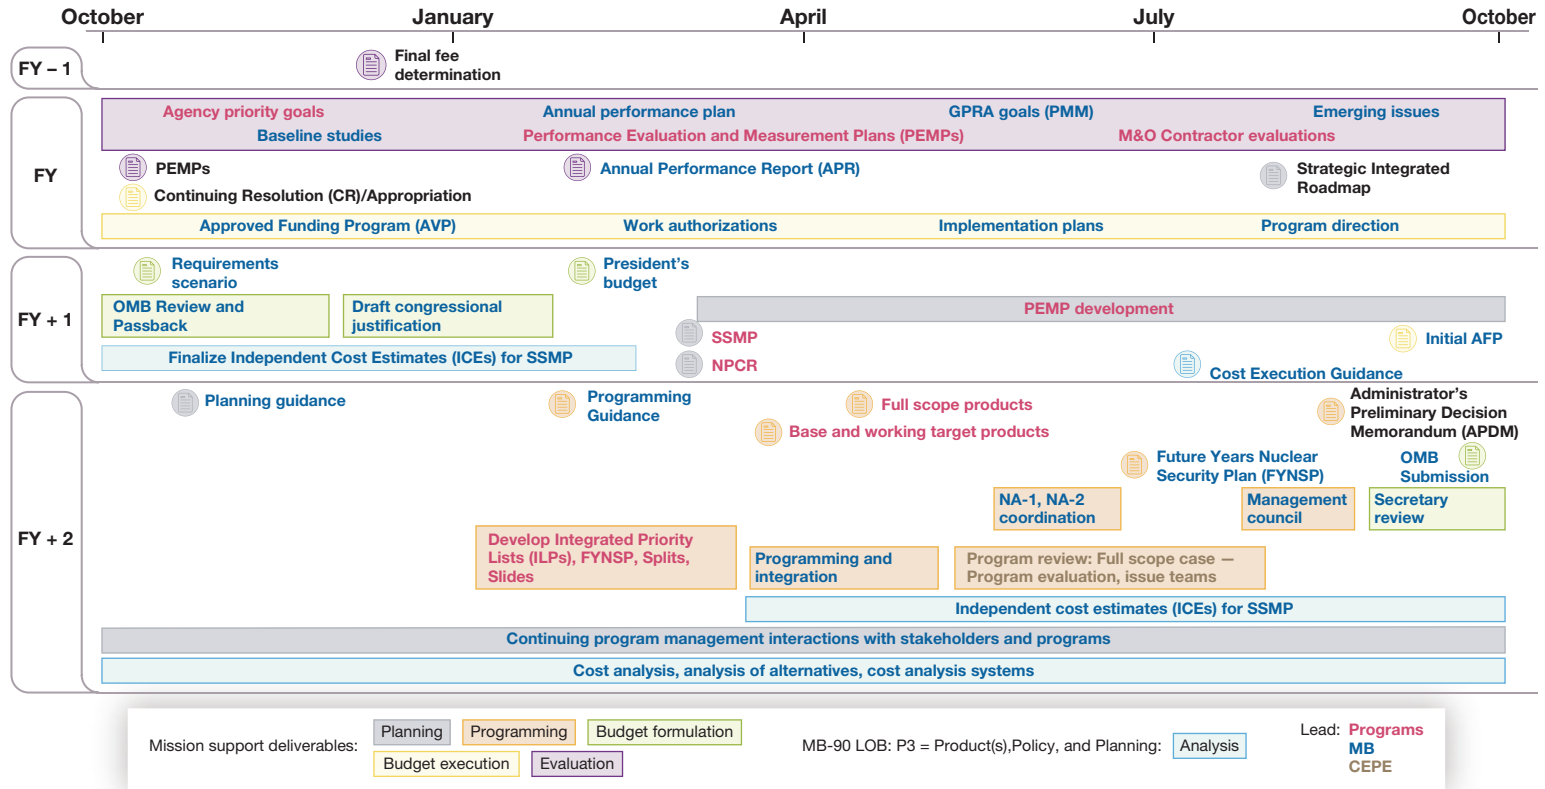 October January April July October
FY – 1
Final fee
determination
FY
Agency priority goals Annual performance plan GPRA goals (PMM) Emerging issues
Baseline studies Performance Evaluation and Measurement Plans (PEMPs) M&O Contractor evaluations
PEMPs
Annual Performance Report (APR)
Strategic Integrated
Roadmap
Continuing Resolution (CR)/Appropriation
Approved Funding Program (AVP) Work authorizations Implementation plans Program direction
FY + 1
Requirements
scenario
President’s
budget
OMB Review and
Passback
Draft congressional
justification
PEMP development
SSMP
Initial AFP
Finalize Independent Cost Estimates (ICEs) for SSMP
NPCR
Cost Execution Guidance
FY + 2
Planning guidance
Programming
Guidance
Full scope products
Base and working target products
Administrator’s
Preliminary Decision
Memorandum (APDM)
Future Years Nuclear
Security Plan (FYNSP)
OMB
Submission
NA-1, NA-2
coordination
Management
council
Secretary
review
Develop Integrated Priority
Lists (ILPs), FYNSP, Splits,
Slides
Programming and
integration
Program review: Full scope case —
Program evaluation, issue teams
Independent cost estimates (ICEs) for SSMP
Continuing program management interactions with stakeholders and programs
Cost analysis, analysis of alternatives, cost analysis systems
Mission support deliverables:
Planning Programming Budget formulation
Budget execution Evaluation
MB-90 LOB: P3 = Product(s),Policy, and Planning: Analysis
Lead: Programs
MB
CEPE